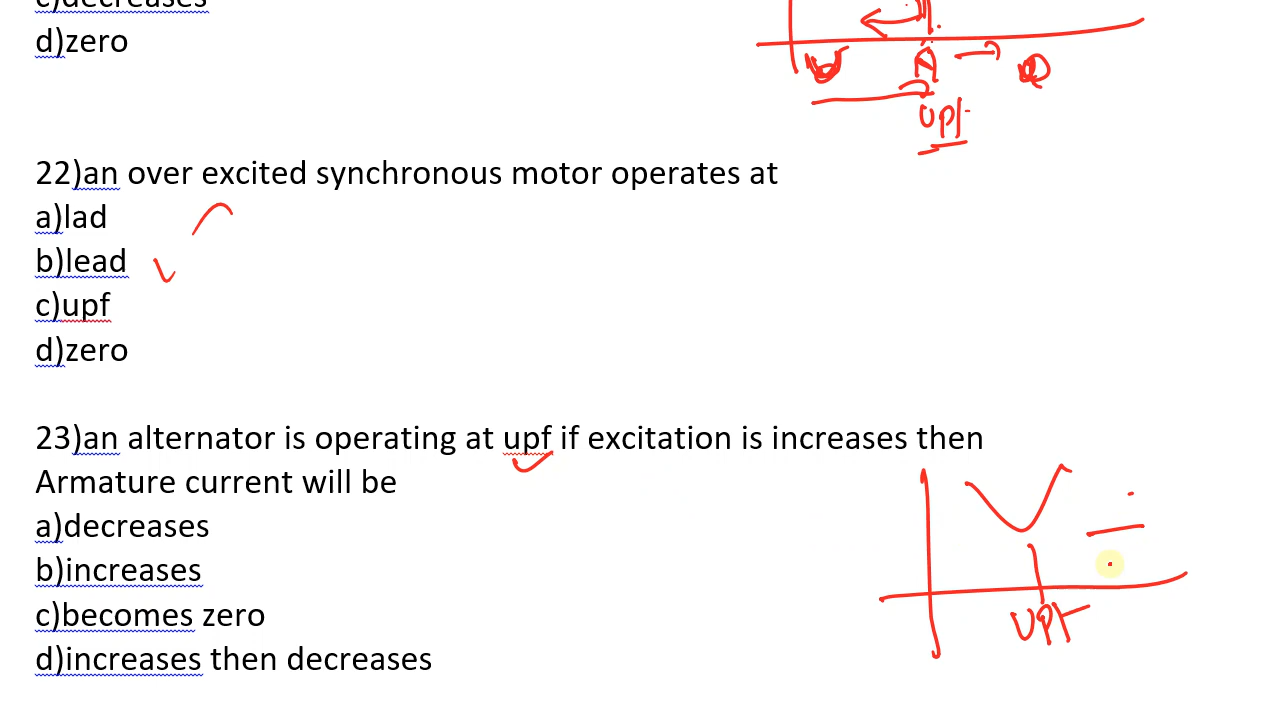 c)decreases
d)zero
A
UPF
22)an over excited synchronous motor operates at
a)lad
b)lead
c)upf
d)zero
23)an alternator is operating at upf if excitation is increases then
Armature current will be
a)decreases
b)increases
c)becomes zero
d)increases then decreases
UPF